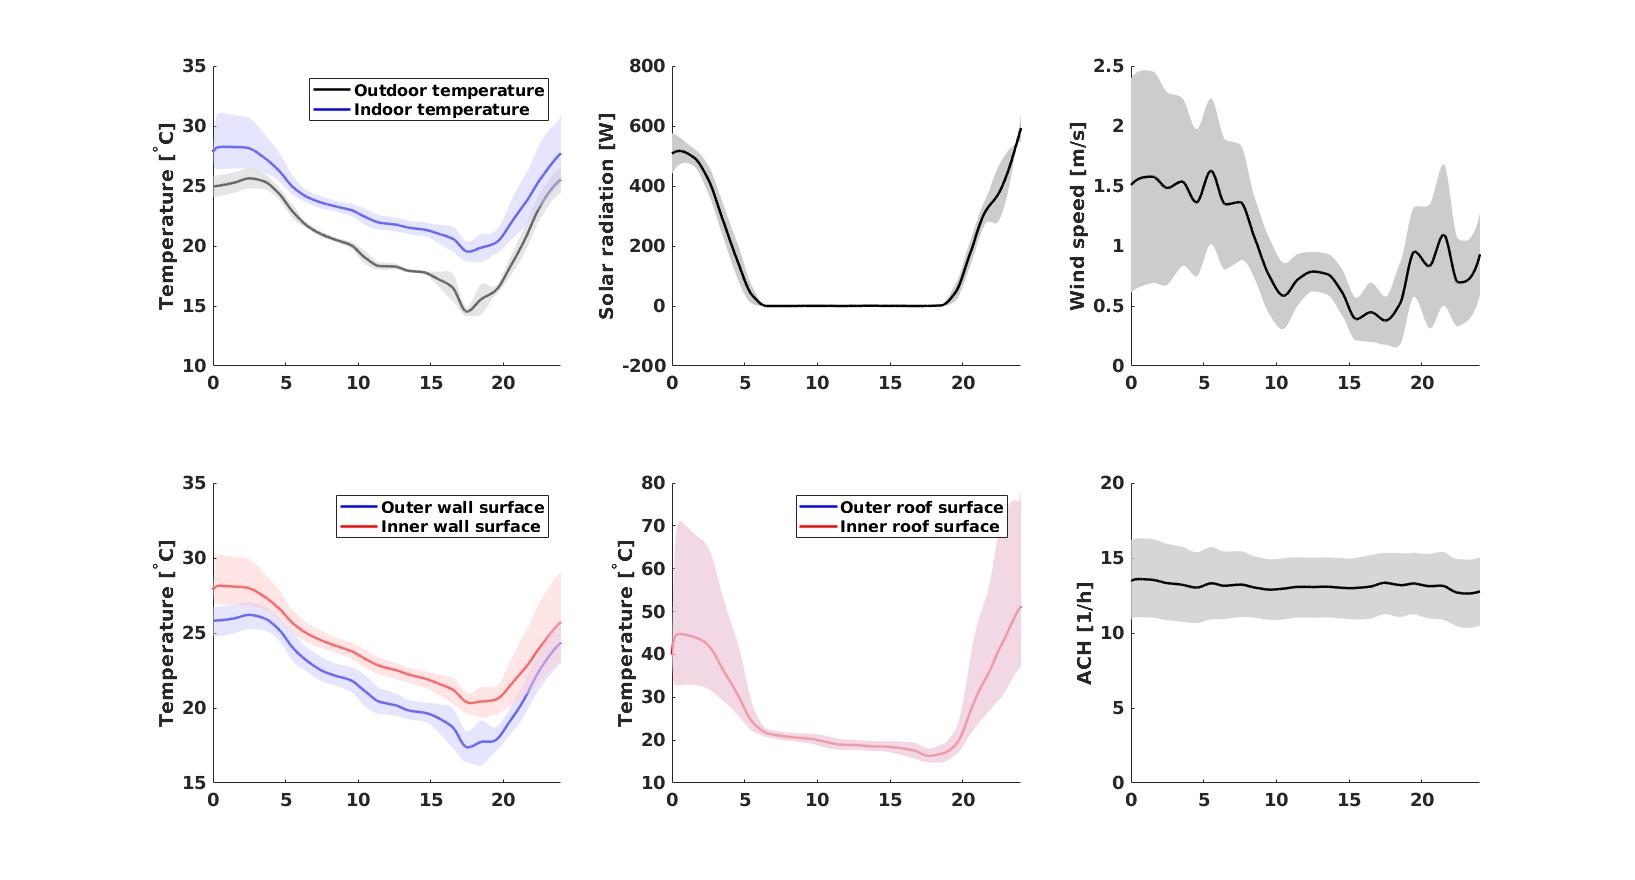 35
30
25
20
15
10
Temperature [°C]
Outdoor temperature
Indoor temperature
0 5 10 15 20
800
600
400
200
0
-200
Solar radiation [W]
0 5 10 15 20
2.5
2
1.5
1
0.5
0
Wind speed [m/s]
0 5 10 15 20
35
30
25
20
15
Temperature [°C]
Outer wall surface
Inner wall surface
0 5 10 15 20
80
70
60
50
40
30
20
10
Temperature [°C]
Outer roof surface
Inner roof surface
0 5 10 15 20
20
15
10
5
0
ACH [1/h]
0 5 10 15 20